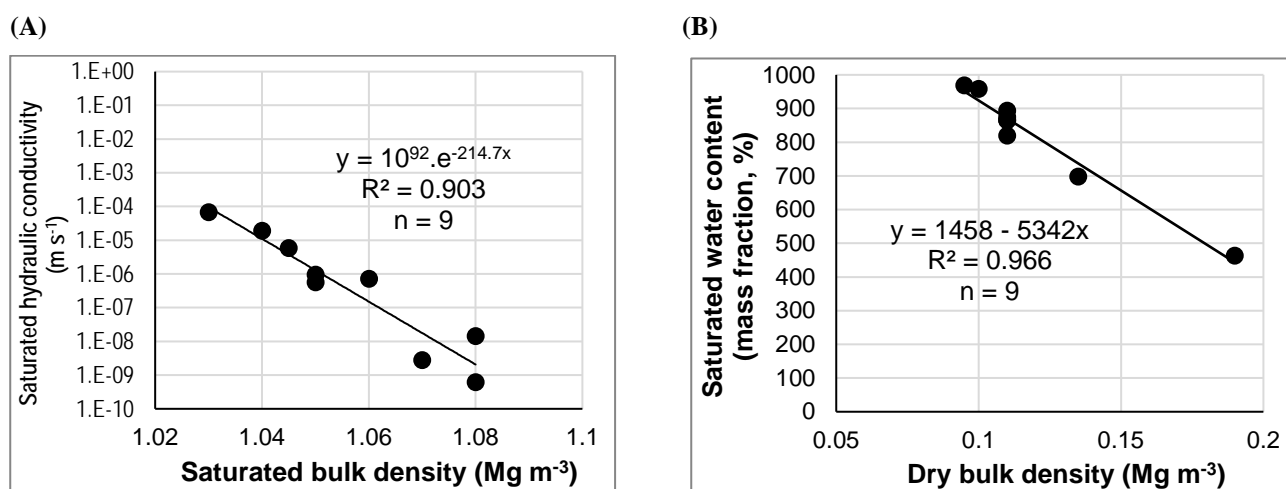 (A)
Saturated hydraulic conductivity
(m s-1)
1.E+00
1.E-01
1.E-02
1.E-03
1.E-04
1.E-05
1.E-06
1.E-07
1.E-08
1.E-09
1.E-10
y = 10^92.e^-214.7x
R² = 0.903
n = 9
1.02
1.04
1.06
1.08
1.1
Saturated bulk density (Mg m-3)
(B)
Saturated water content
(mass fraction, %)
1000
900
800
700
600
500
400
300
200
100
0
y = 1458 - 5342x
R² = 0.966
n = 9
0.05
0.1
0.15
0.2
Dry bulk density (Mg m-3)